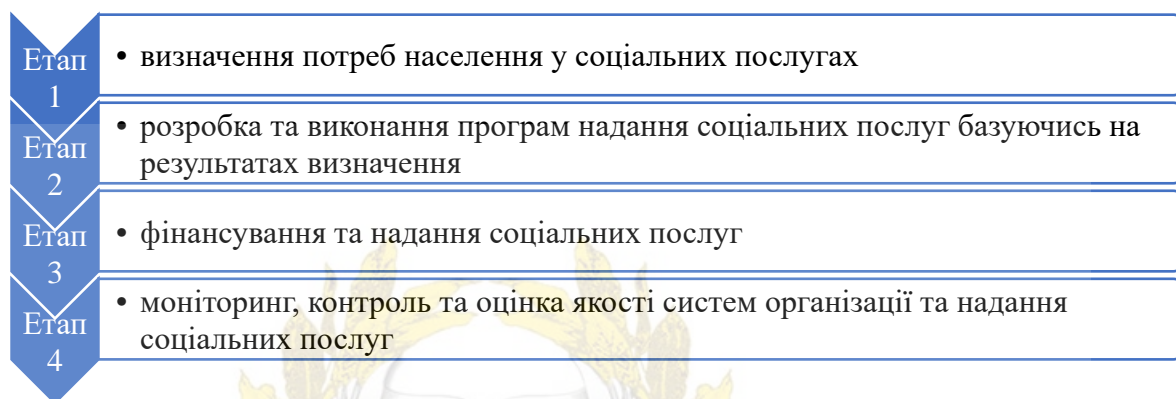 Етап
1
• визначення потреб населення у соціальних послугах
Етап
2
• розробка та виконання програм надання соціальних послуг базуючись на
результатах визначення
Етап
3
• фінансування та надання соціальних послуг
Етап
4
• моніторинг, контроль та оцінка якості систем організації та надання
соціальних послуг